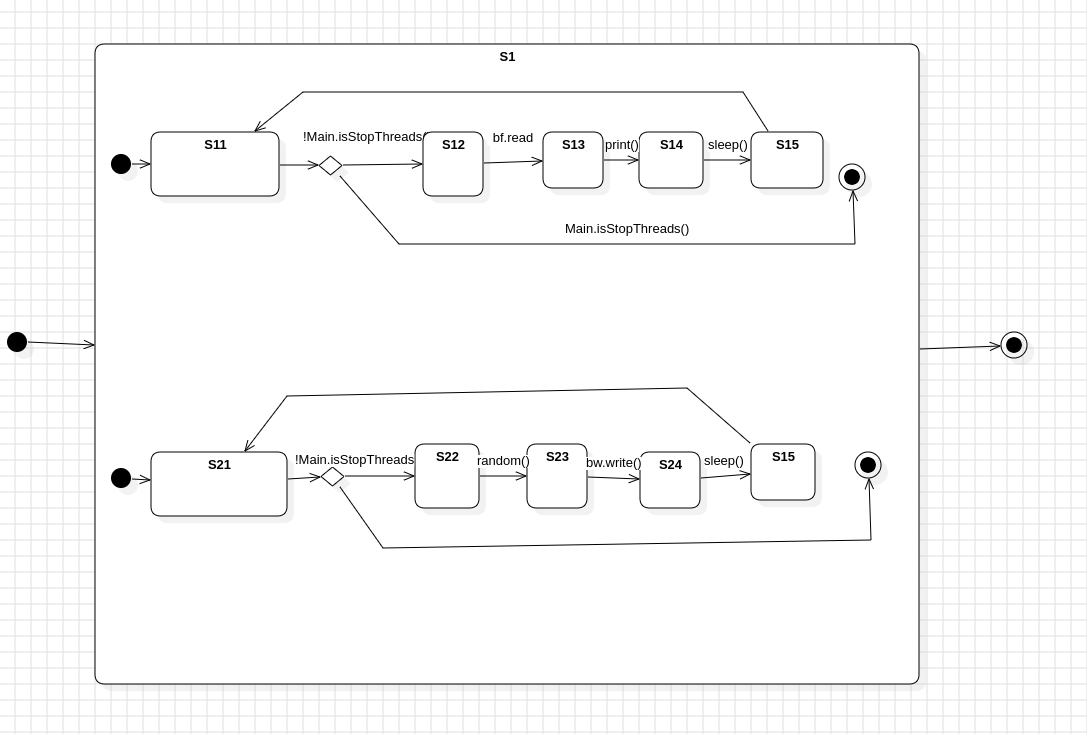 S1
!Main.isStopThreads(
S11
S12
bf.read
S13
print()
S14
sleep()
S15
Main.isStopThreads()
S21
!Main.isStopThreads
S22
random()
S23
bw.write()
S24
sleep()
S15